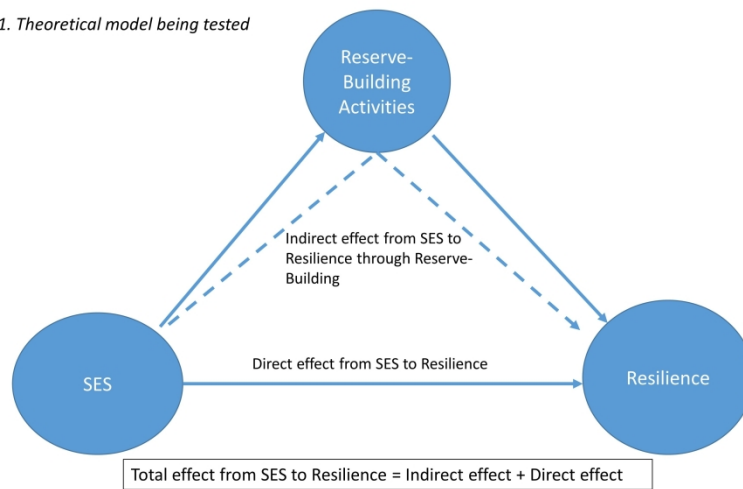 1. Theoretical model being tested
Reserve-
Building
Activities
Indirect effect from SES to
Resilience through Reserve-
Building
Direct effect from SES to Resilience
SES
Resilience
Total effect from SES to Resilience = Indirect effect + Direct effect